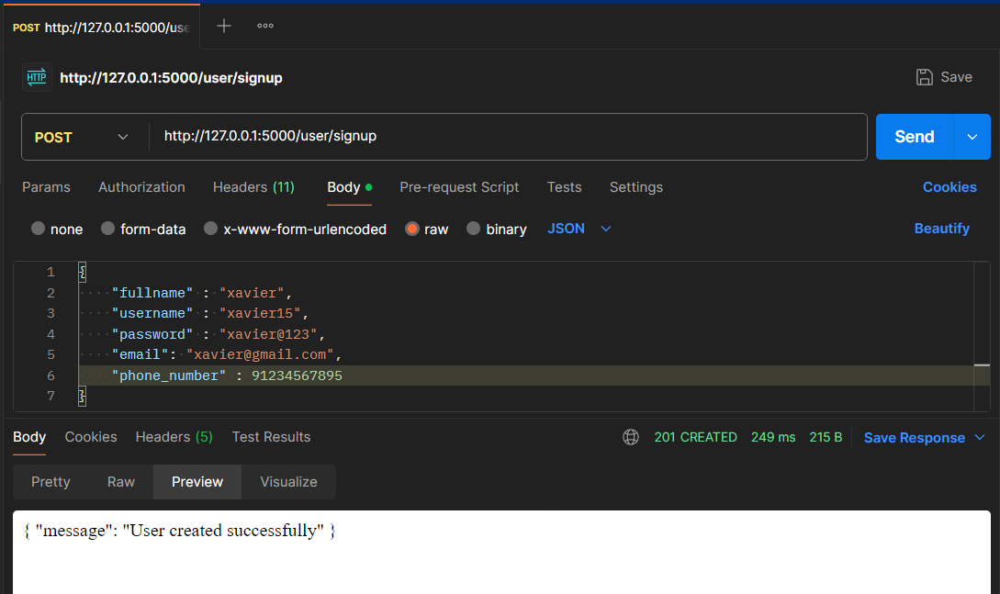 POST http://127.0.0.1:5000/use
HTTP http://127.0.0.1:5000/user/signup Save
POST http://127.0.0.1:5000/user/signup Send
Params Authorization Headers (11) Body Pre-request Script Tests Settings Cookies
none form-data x-www-form-urlencoded raw binary JSON Beautify
1 {
2 "fullname" : "xavier",
3 "username" : "xavier15",
4 "password" : "xavier@123",
5 "email": "xavier@gmail.com",
6 "phone_number" : 91234567895
7 }
Body Cookies Headers (5) Test Results 201 CREATED 249 ms 215 B Save Response
Pretty Raw Preview Visualize
{ "message": "User created successfully" }